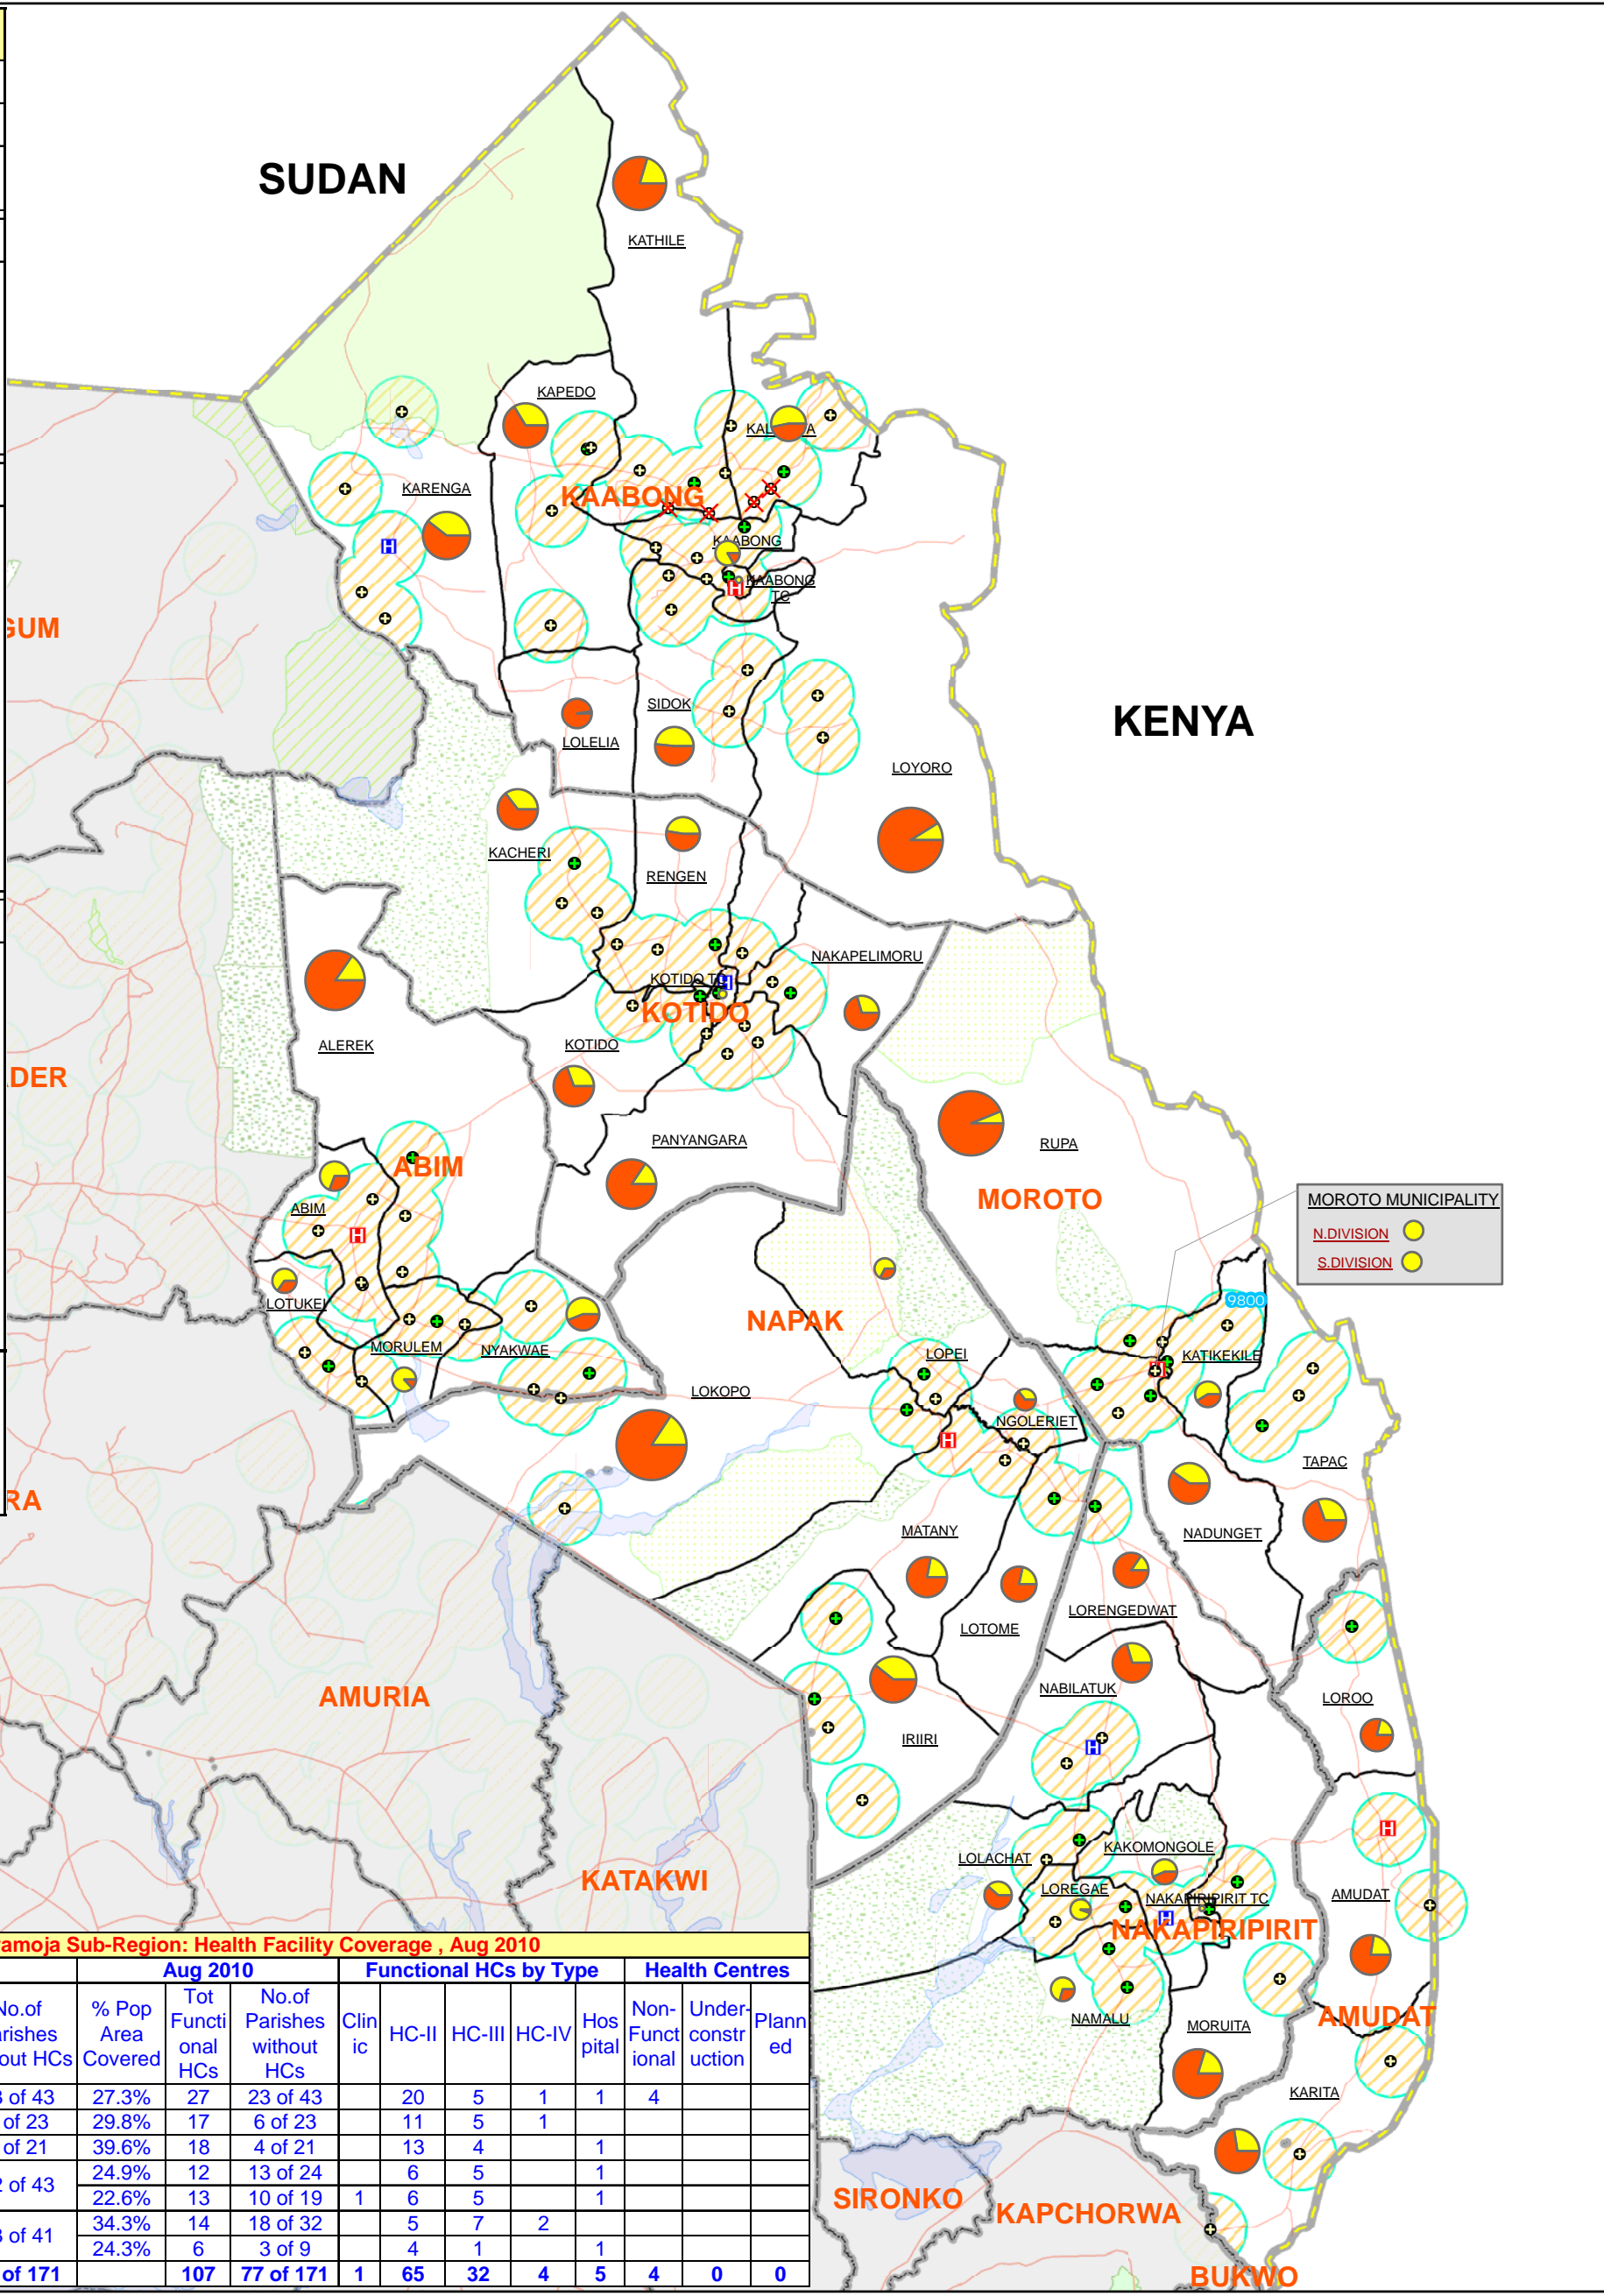 SUDAN
KATHILE
KAPEDO
KARENGA
KAABONG
KAABONG
KAABONG
TC
GUM
KENYA
SIDOK
LOLELIA
LOYORO
KACHERI
RENGEN
NAKAPELIMORU
KOTIDO
KOTIDO
ALEREK
DER
PANYANGARA
RUPA
ABIM
MOROTO
MOROTO MUNICIPALITY
N.DIVISION
S.DIVISION
ABIM
LOTUKEI
9800
NAPAK
MORULEM
NYAKWAE
LOPEI
KATIKEKILE
LOKOPO
NGOLERIET
TAPAC
RA
MATANY
NADUNGET
LOTOME
LORENGEDWAT
AMURIA
NABILATUK
LOROO
IRIIRI
KAKOMONGOLE
LOLACHAT
KATAKWI
LOREGAE
NAKAPIRIPIRIT TC
AMUDAT
NAKAPIRIPIRIT
NAMALU
MORUITA
AMUDAT
KARITA
SIRONKO
KAPCHORWA
BUKWO
amoja Sub-Region: Health Facility Coverage , Aug 2010
Aug 2010 Functional HCs by Type Health Centres
No.of Parishes without HCs % Pop Area Covered Tot Functi onal HCs No.of Parishes without HCs Clin ic HC-II HC-III HC-IV Hos pital Non- Funct ional Under- constr uction Plann ed
of 43 27.3% 27 23 of 43 20 5 1 1 4
of 23 29.8% 17 6 of 23 11 5 1
of 21 39.6% 18 4 of 21 13 4 1
of 43 24.9% 12 13 of 24 6 5 1
22.6% 13 10 of 19 1 6 5 1
of 41 34.3% 14 18 of 32 5 7 2
24.3% 6 3 of 9 4 1 1
of 171 107 77 of 171 1 65 32 4 5 4 0 0